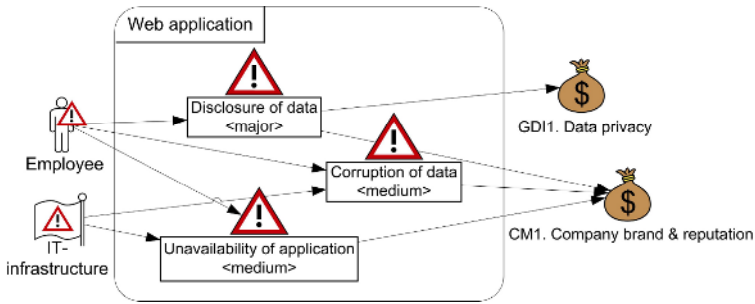 Web application
Disclosure of data
<major>
$
GDI1. Data privacy
Employee
Corruption of data
<medium>
$
CM1. Company brand & reputation
IT-
infrastructure
Unavailability of application
<medium>